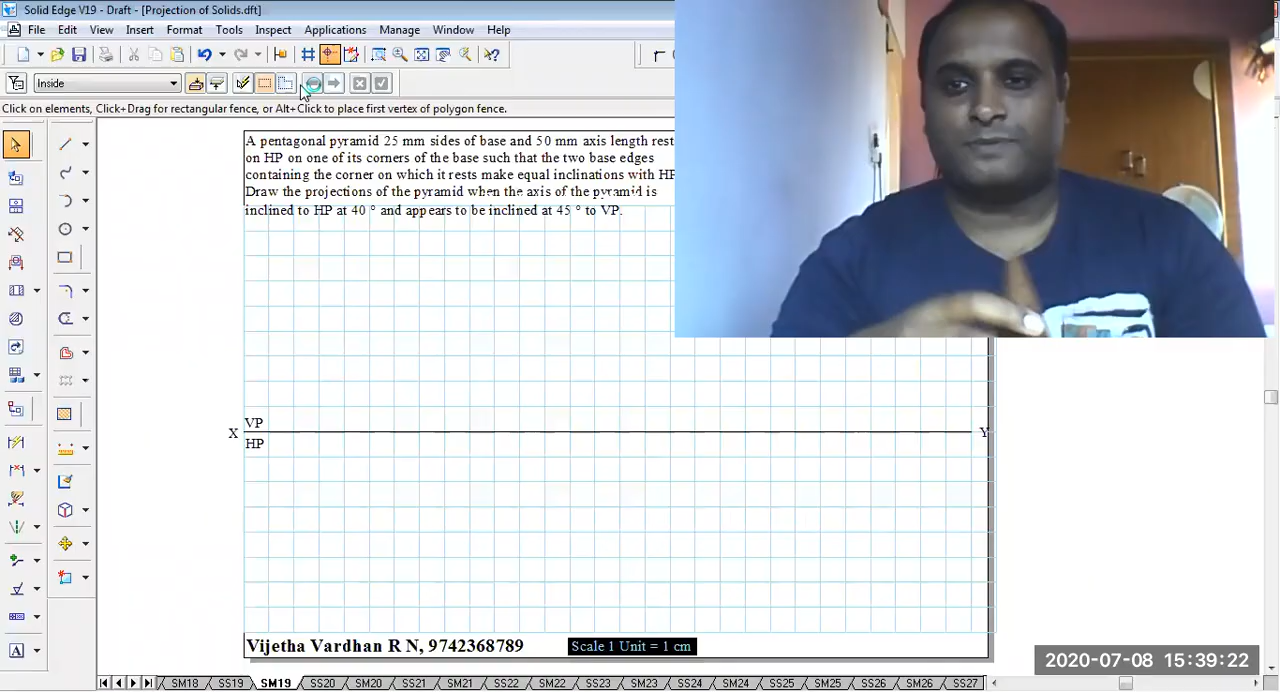 Solid Edge V19 - Draft - [Projection of Solids.dft]
File Edit View Insert Format Tools Inspect Applications Manage Window Help
Inside
Click on elements, Click+Drag for rectangular fence, or Alt+Click to place first vertex of polygon fence.
A pentagonal pyramid 25 mm sides of base and 50 mm axis length rest
on HP on one of its corners of the base such that the two base edges
containing the corner on which it rests make equal inclinations with HP
Draw the projections of the pyramid when the axis of the pyramid is
inclined to HP at 40 ° and appears to be inclined at 45 ° to VP.
VP
X Y
HP
Vijetha Vardhan R N, 9742368789 Scale 1 Unit = 1 cm
2020-07-08 15:39:22
SM18 SS19 SM19 SS20 SM20 SS21 SM21 SS22 SM22 SS23 SM23 SS24 SM24 SS25 SM25 SS26 SM26 SS27